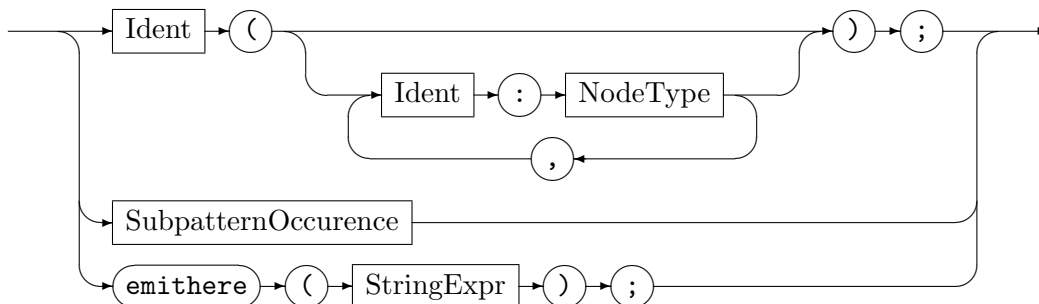 Ident ( ) ;
Ident : NodeType
,
SubpatternOccurence
emithere ( StringExpr ) ;